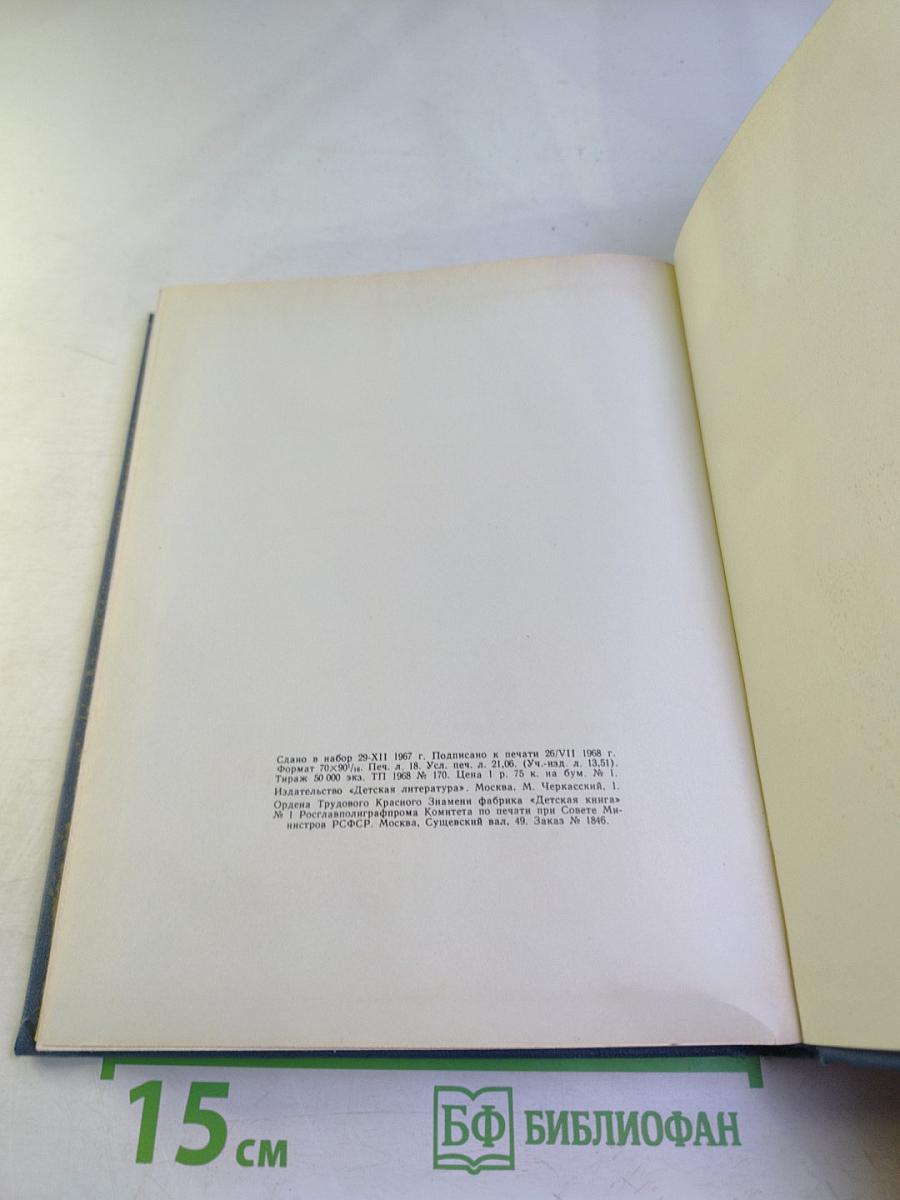 Сдано в набор 29-XII 1967 г. Подписано к печати 26/VII 1968 г.
Формат 70×90¹/₁₆. Печ. л. 18. Усл. печ. л. 21,06. (Уч.-изд. л. 13,51).
Тираж 50 000 экз. ТП 1968 № 170. Цена 1 р. 75 к. на бум. № 1.
Издательство «Детская литература». Москва, М. Черкасский, 1.
Ордена Трудового Красного Знамени фабрика «Детская книга»
№ 1 Росглавполиграфпрома Комитета по печати при Совете Ми-
нистров РСФСР. Москва, Сущевский вал, 49. Заказ № 1846.
15 см
БФ БИБЛИОФАН